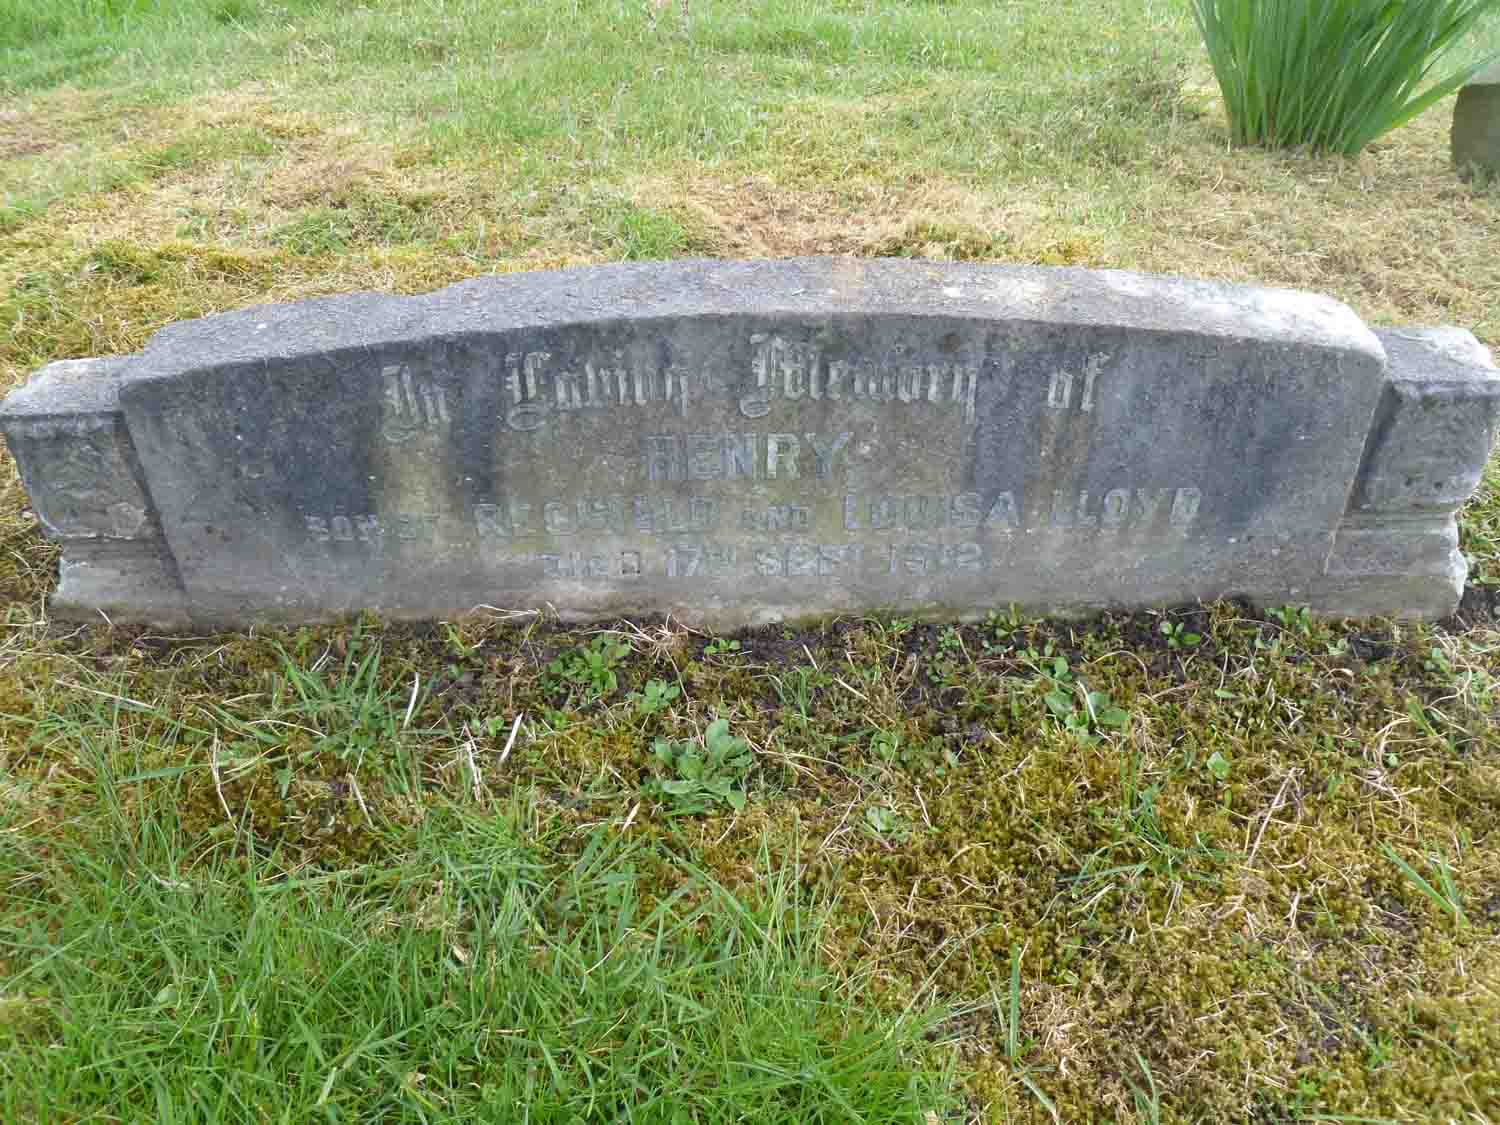 In Loving Memory of
HENRY
SON OF REGINALD AND LOUISA LLOYD
DIED 17TH SEPT